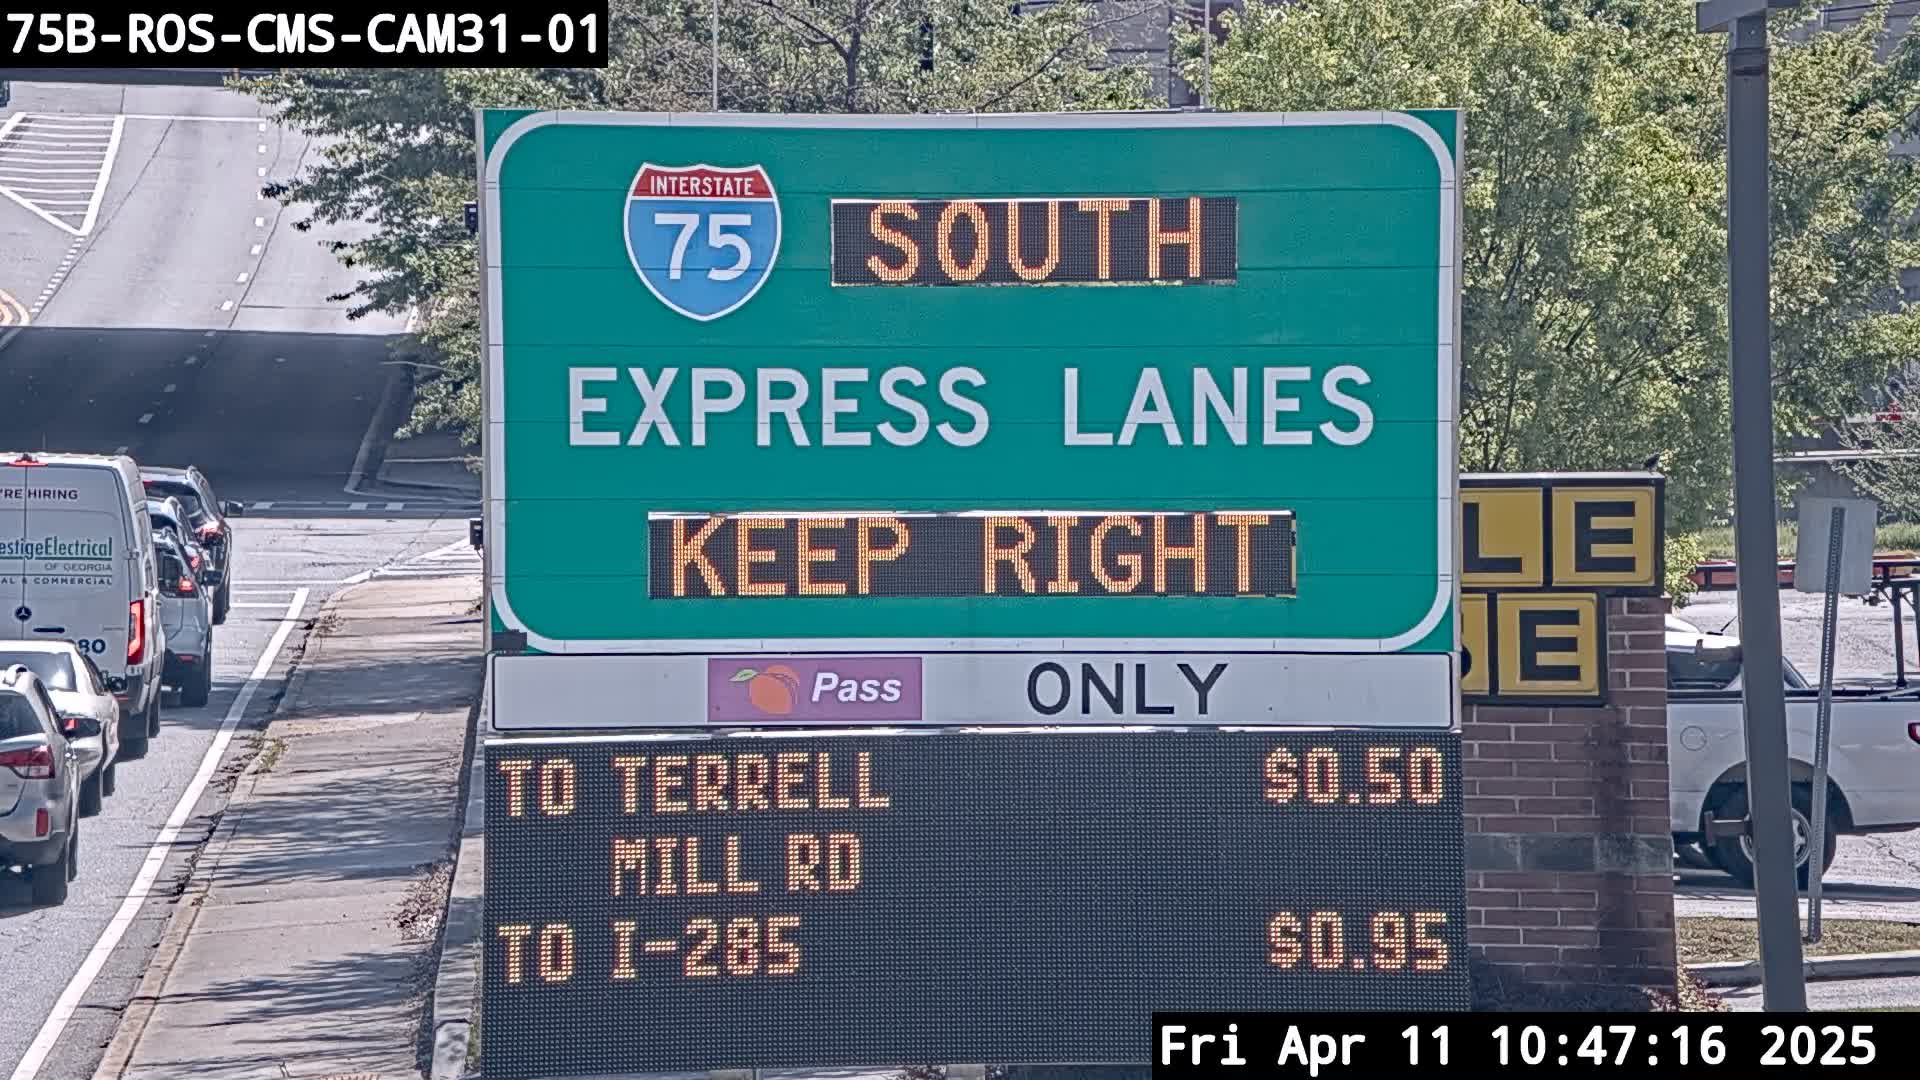 75B-ROS-CMS-CAM31-01
INTERSTATE
75
SOUTH
EXPRESS LANES
KEEP RIGHT
Pass ONLY
TO TERRELL $0.50
MILL RD
TO I-285 $0.95
'RE HIRING
estigeElectrical
OF GEORGIA
AL & COMMERCIAL
80
LE
E
Fri Apr 11 10:47:16 2025